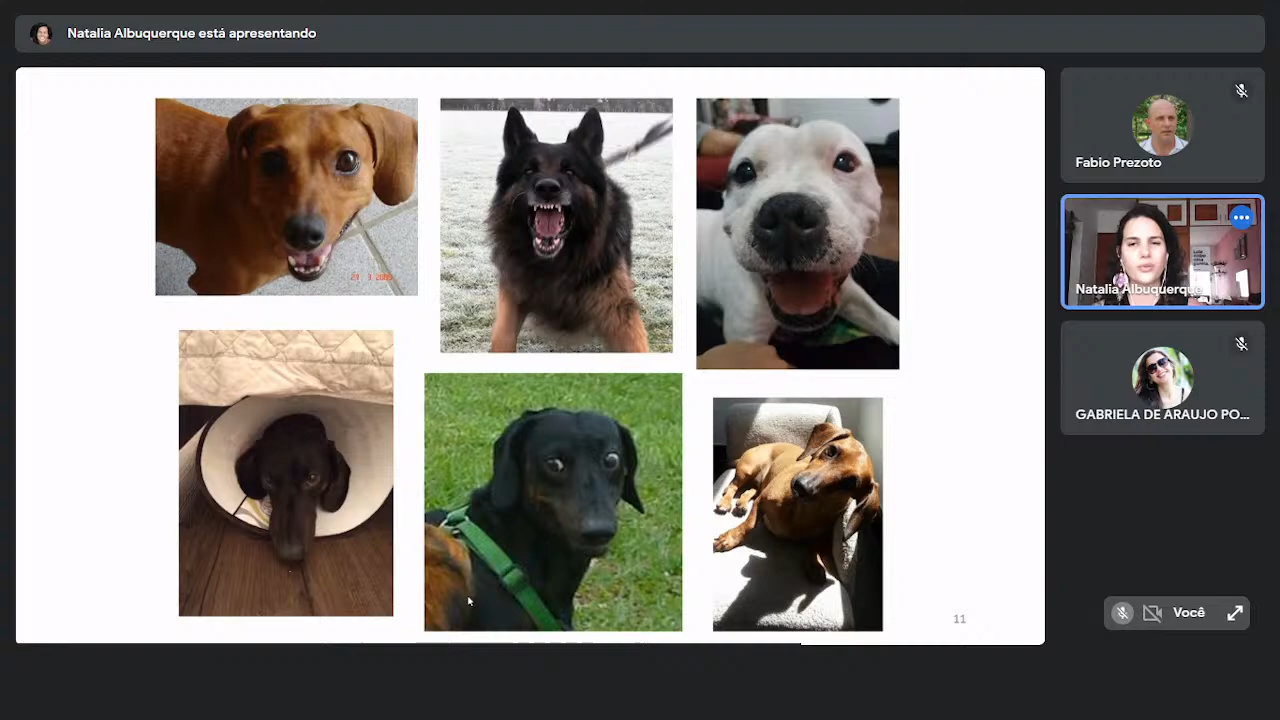 Natalia Albuquerque está apresentando
Fabio Prezoto
Natalia Albuquerque
GABRIELA DE ARAUJO PO...
Você
11